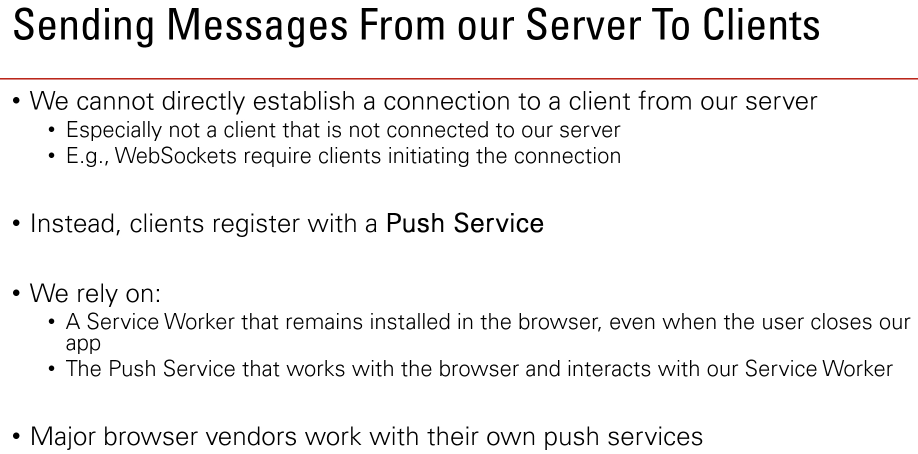 Sending Messages From our Server To Clients
• We cannot directly establish a connection to a client from our server
• Especially not a client that is not connected to our server
• E.g., WebSockets require clients initiating the connection
• Instead, clients register with a Push Service
• We rely on:
• A Service Worker that remains installed in the browser, even when the user closes our
app
• The Push Service that works with the browser and interacts with our Service Worker
• Major browser vendors work with their own push services